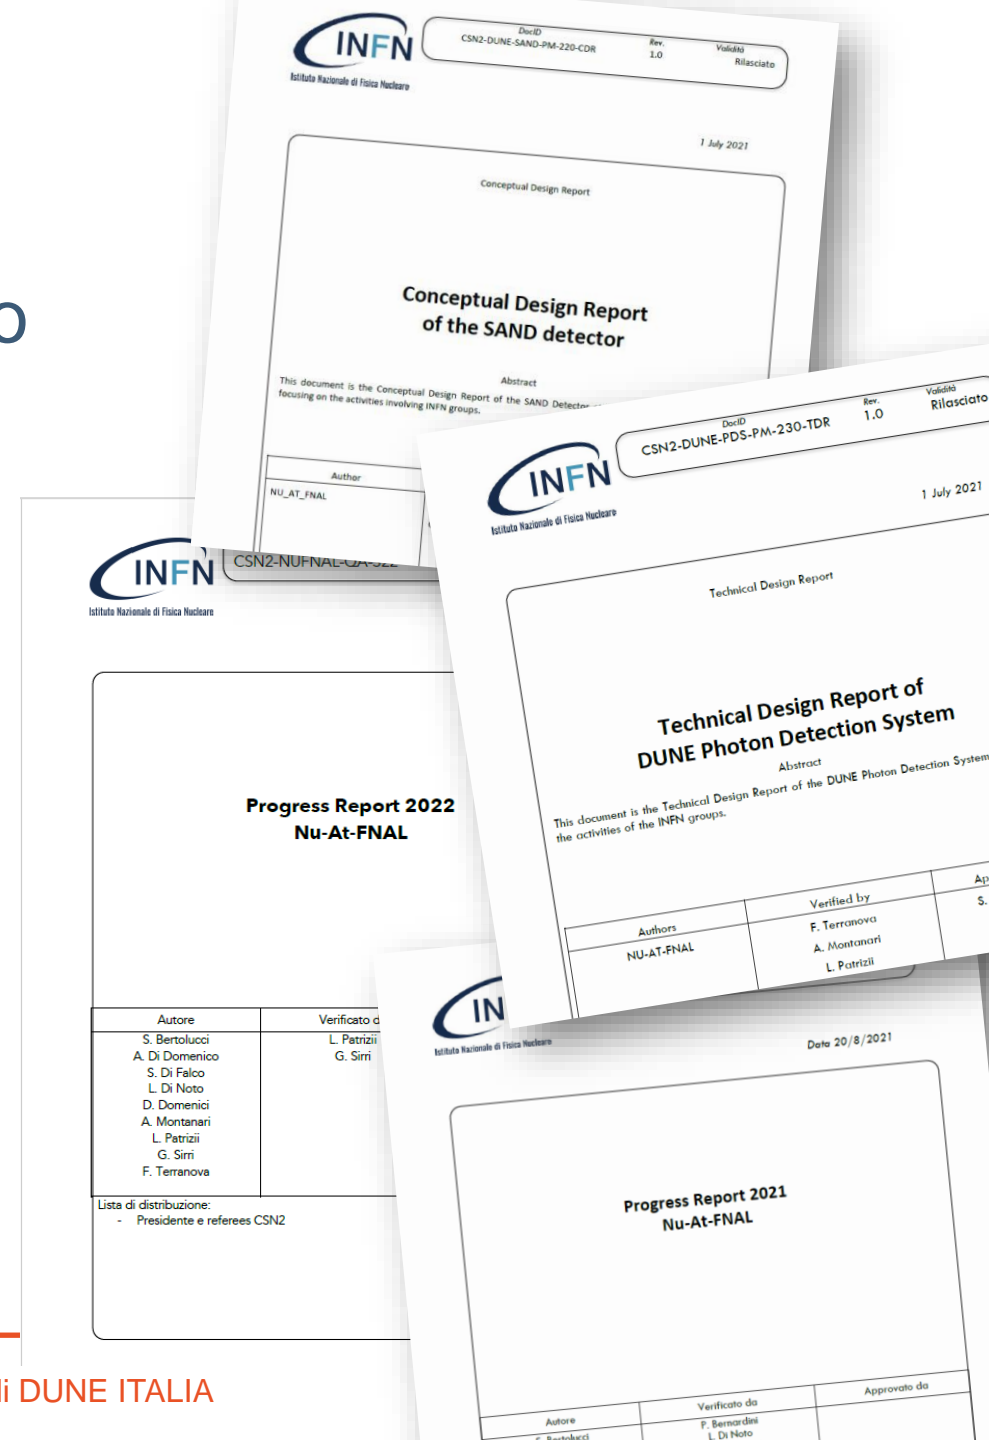 INFN
Istituto Nazionale di Fisica Nucleare
DocID
CSN2-DUNE-SAND-PM-220-CDR
Rev.
1.0
Validità
Rilasciato
1 July 2021
Conceptual Design Report
Conceptual Design Report
of the SAND detector
Abstract
This document is the Conceptual Design Report of the SAND Detector
focusing on the activities involving INFN groups.
Author
NU_AT_FNAL
INFN
Istituto Nazionale di Fisica Nucleare
DocID
CSN2-DUNE-PDS-PM-230-TDR
Rev.
1.0
Validità
Rilasciato
1 July 2021
Technical Design Report
Technical Design Report of
DUNE Photon Detection System
Abstract
This document is the Technical Design Report of the DUNE Photon Detection System
the activities of the INFN groups.
Authors
Verified by
Ap
NU-AT-FNAL
F. Terranova
A. Montanari
L. Patrizii
S.
INFN
Istituto Nazionale di Fisica Nucleare
CSN2-NUFNAL-QA-322
Progress Report 2022
Nu-At-FNAL
Autore
Verificato d
S. Bertolucci
A. Di Domenico
S. Di Falco
L. Di Noto
D. Domenici
A. Montanari
L. Patrizii
G. Sirri
F. Terranova
L. Patrizii
G. Sirri
Lista di distribuzione:
- Presidente e referees CSN2
IN
Istituto Nazionale di Fisica Nucleare
Data 20/8/2021
Progress Report 2021
Nu-At-FNAL
Autore
Verificato da
Approvato da
S. Bertolucci
P. Bernardini
L. Di Noto
o
di DUNE ITALIA